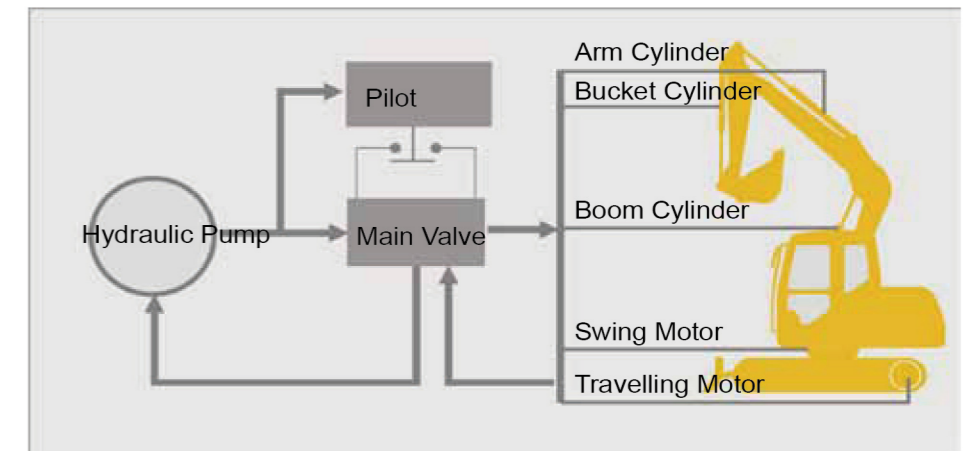 Arm Cylinder
Pilot
Bucket Cylinder
Boom Cylinder
Hydraulic Pump
Main Valve
Swing Motor
Travelling Motor